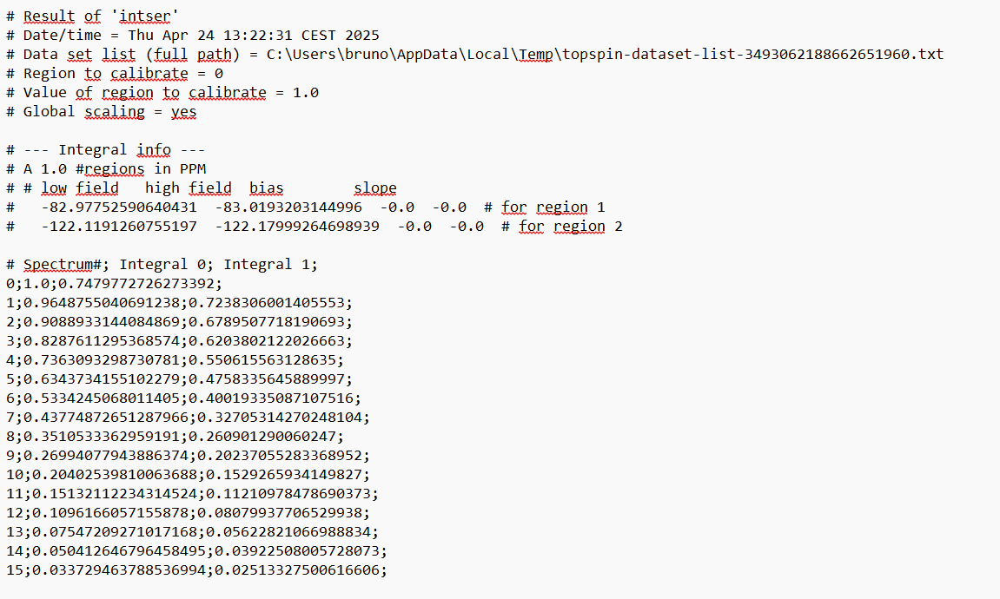 # Result of 'intser'
# Date/time = Thu Apr 24 13:22:31 CEST 2025
# Data set list (full path) = C:\Users\bruno\AppData\Local\Temp\topspin-dataset-list-3493062188662651960.txt
# Region to calibrate = 0
# Value of region to calibrate = 1.0
# Global scaling = yes
# --- Integral info ---
# A 1.0 #regions in PPM
# # low field   high field  bias        slope
#   -82.97752590640431  -83.0193203144996  -0.0  -0.0  # for region 1
#   -122.1191260755197  -122.17999264698939  -0.0  -0.0  # for region 2
# Spectrum#; Integral 0; Integral 1;
0;1.0;0.7479772726273392;
1;0.9648755040691238;0.7238306001405553;
2;0.9088933144084869;0.6789507718190693;
3;0.8287611295368574;0.6203802122026663;
4;0.7363093298730781;0.550615563128635;
5;0.6343734155102279;0.4758335645889997;
6;0.5334245068011405;0.40019335087107516;
7;0.43774872651287966;0.32705314270248104;
8;0.3510533362959191;0.260901290060247;
9;0.26994077943886374;0.20237055283368952;
10;0.20402539810063688;0.1529265934149827;
11;0.15132112234314524;0.11210978478690373;
12;0.1096166057155878;0.08079937706529938;
13;0.07547209271017168;0.05622821066988834;
14;0.050412646796458495;0.03922508005728073;
15;0.033729463788536994;0.02513327500616606;